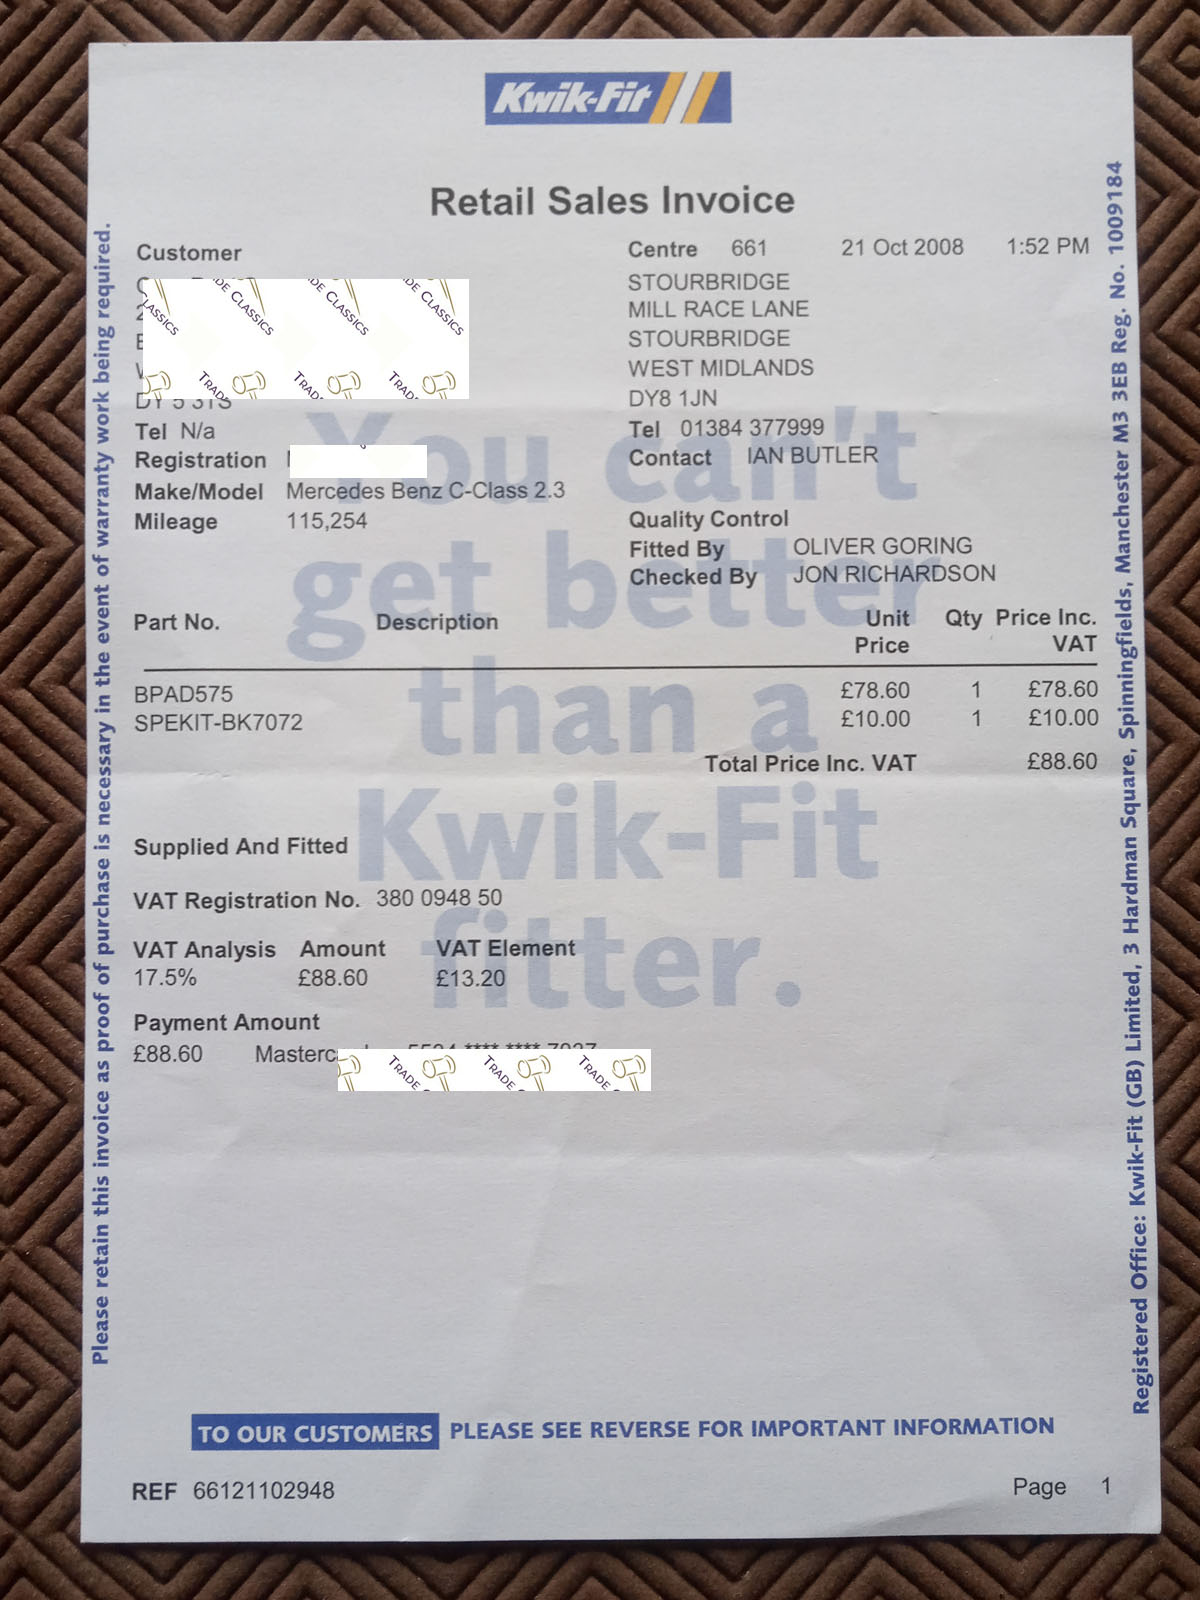 Kwik-Fit
Retail Sales Invoice
Customer
DY5 3TS
Tel N/a
Registration
Make/Model Mercedes Benz C-Class 2.3
Mileage 115,254
Centre 661 21 Oct 2008 1:52 PM
STOURBRIDGE
MILL RACE LANE
STOURBRIDGE
WEST MIDLANDS
DY8 1JN
Tel 01384 377999
Contact IAN BUTLER
Quality Control
Fitted By OLIVER GORING
Checked By JON RICHARDSON
Part No. Description Unit Price Qty Price Inc. VAT
BPAD575 £78.60 1 £78.60
SPEKIT-BK7072 £10.00 1 £10.00
Total Price Inc. VAT £88.60
Supplied And Fitted
VAT Registration No. 380 0948 50
VAT Analysis Amount VAT Element
17.5% £88.60 £13.20
Payment Amount
£88.60
You can't
get better
than a
Kwik-Fit
fitter.
TO OUR CUSTOMERS PLEASE SEE REVERSE FOR IMPORTANT INFORMATION
REF 66121102948 Page 1
Please retain this invoice as proof of purchase is necessary in the event of warranty work being required.
Registered Office: Kwik-Fit (GB) Limited, 3 Hardman Square, Spinningfields, Manchester M3 3EB Reg. No. 1009184
TRADE CLASSICS